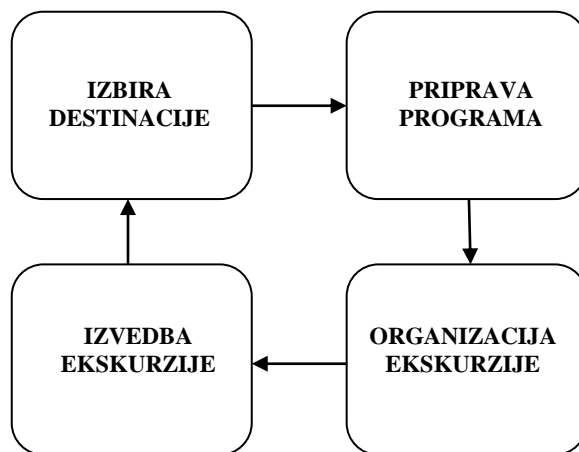 IZBIRA
DESTINACIJE
PRIPRAVA
PROGRAMA
IZVEDBA
EKSKURZIJE
ORGANIZACIJA
EKSKURZIJE